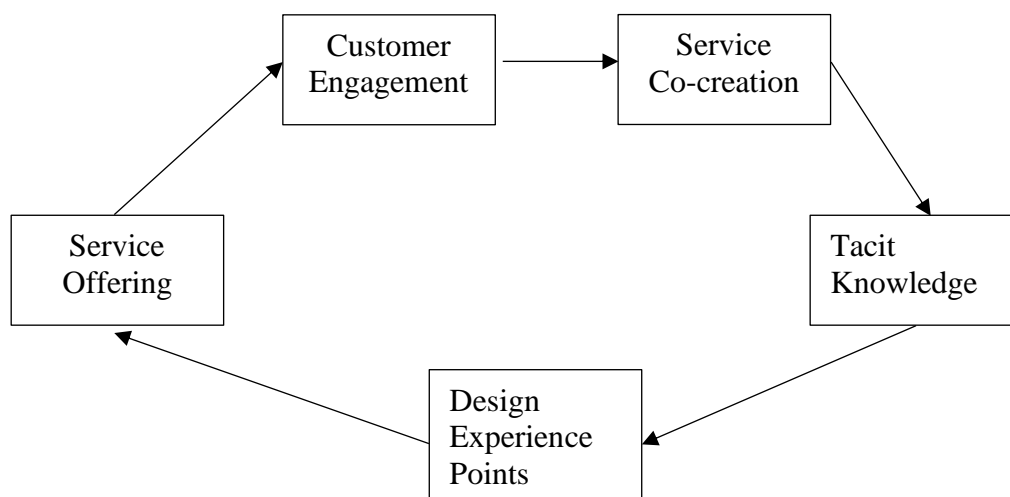 Customer
Engagement
Service
Co-creation
Service
Offering
Tacit
Knowledge
Design
Experience
Points